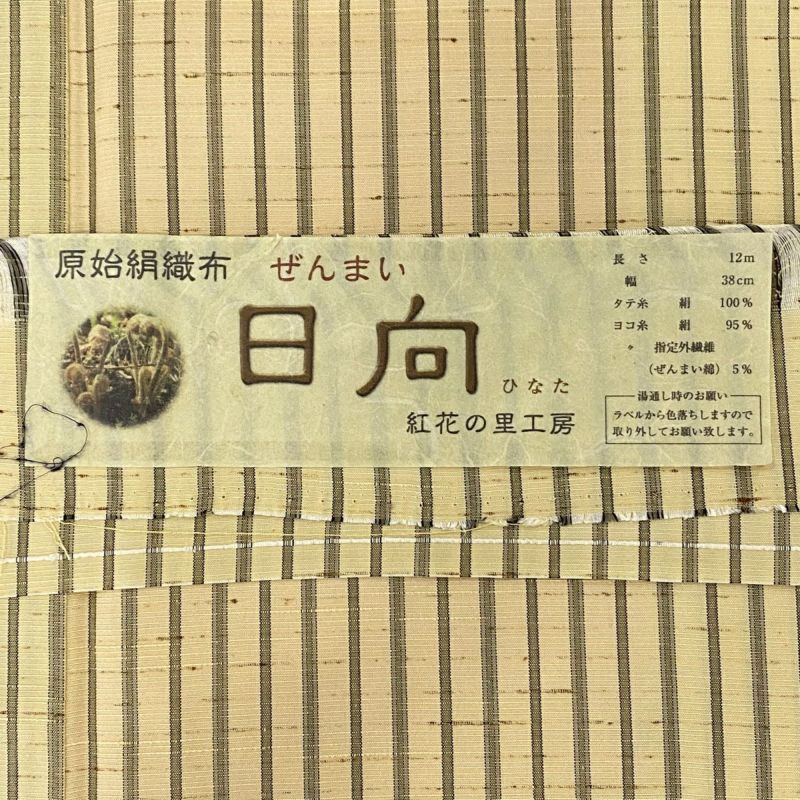 原始絹織布　ぜんまい
日向
ひなた
紅花の里工房
長さ 12m
幅 38cm
タテ糸 絹 100%
ヨコ糸 絹 95%
〃 指定外繊維
(ぜんまい綿) 5%
湯通し時のお願い
ラベルから色落ちしますので
取り外してお願い致します。